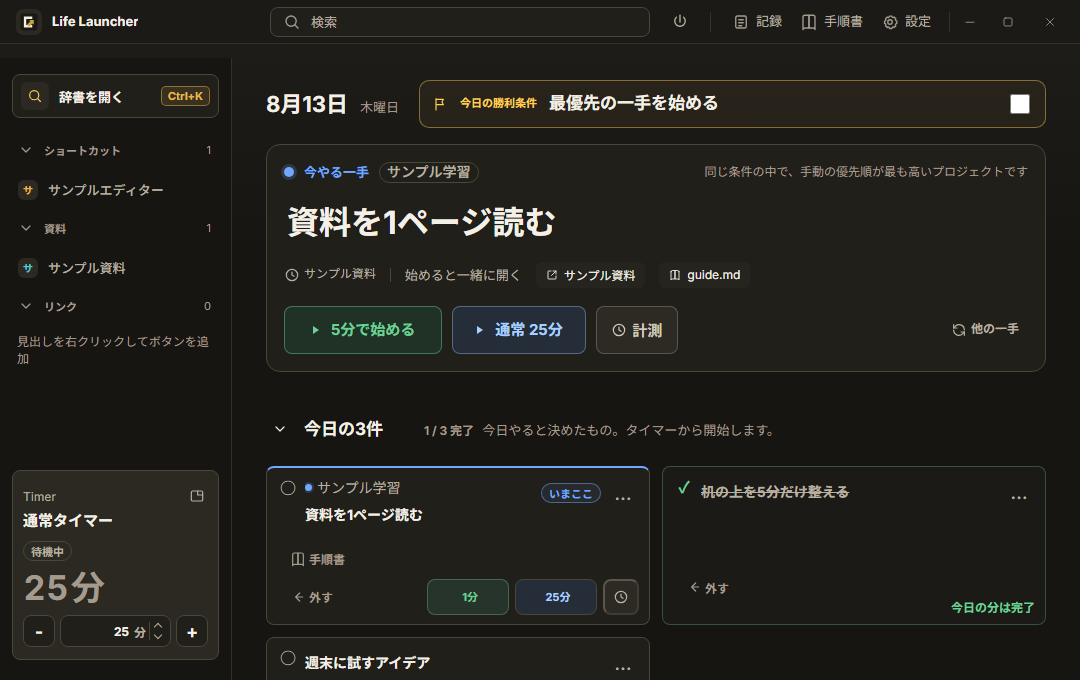 Life Launcher
検索
記録
手順書
設定
辞書を開く
Ctrl+K
ショートカット
1
サ
サンプルエディター
資料
1
サ
サンプル資料
リンク
0
見出しを右クリックしてボタンを追
加
Timer
通常タイマー
待機中
25分
-
25 分
+
8月13日
木曜日
今日の勝利条件
最優先の一手を始める
今やる一手
サンプル学習
同じ条件の中で、手動の優先順が最も高いプロジェクトです
資料を1ページ読む
サンプル資料
始めると一緒に開く
サンプル資料
guide.md
5分で始める
通常 25分
計測
他の一手
今日の3件
1 / 3 完了
今日やると決めたもの。タイマーから開始します。
サンプル学習
いまここ
...
資料を1ページ読む
手順書
外す
1分
25分
机の上を5分だけ整える
...
外す
今日の分は完了
週末に試すアイデア
...